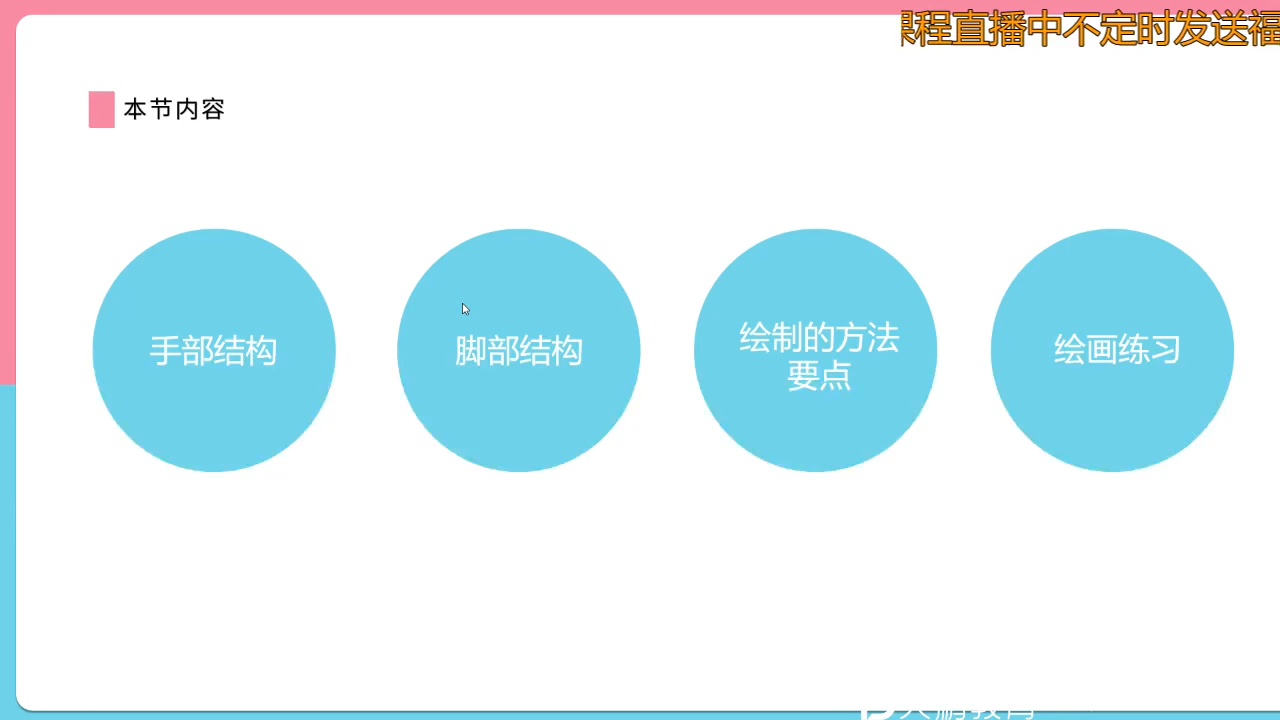 程直播中不定时发送福
本节内容
手部结构
脚部结构
绘制的方法
要点
绘画练习